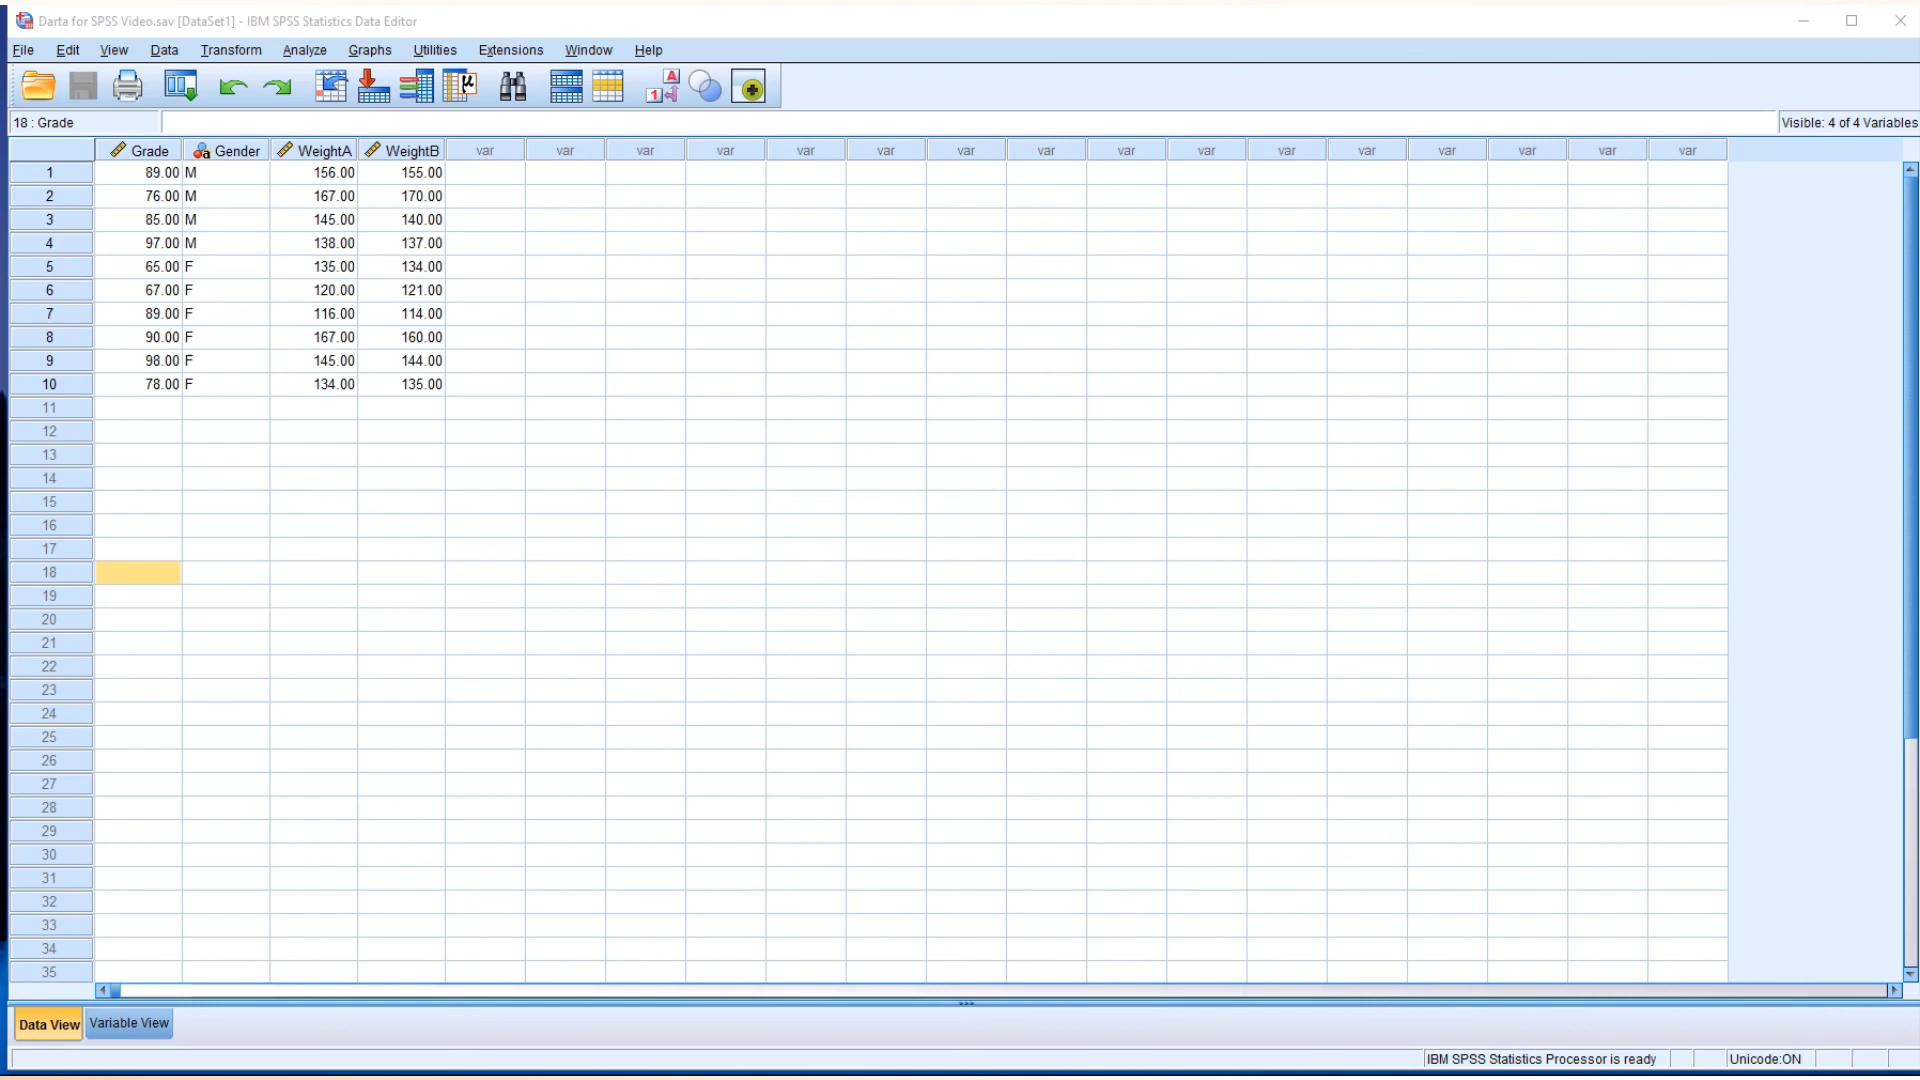 Darta for SPSS Video.sav [DataSet1] - IBM SPSS Statistics Data Editor
File Edit View Data Transform Analyze Graphs Utilities Extensions Window Help
A 1 μ
18 : Grade Visible: 4 of 4 Variables
Grade Gender WeightA WeightB var var var var var var var var var var var var var var var var
1 89.00 M 156.00 155.00
2 76.00 M 167.00 170.00
3 85.00 M 145.00 140.00
4 97.00 M 138.00 137.00
5 65.00 F 135.00 134.00
6 67.00 F 120.00 121.00
7 89.00 F 116.00 114.00
8 90.00 F 167.00 160.00
9 98.00 F 145.00 144.00
10 78.00 F 134.00 135.00
11
12
13
14
15
16
17
18
19
20
21
22
23
24
25
26
27
28
29
30
31
32
33
34
35
Data View Variable View
IBM SPSS Statistics Processor is ready Unicode:ON